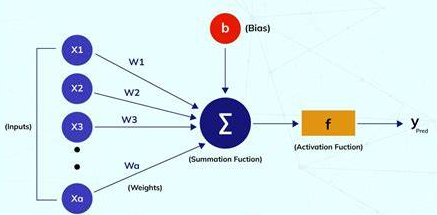 b (Bias)
X1
W1
X2
W2
(Inputs)
X3
W3
Σ
f
y
Pred
Wa
(Summation Fuction)
(Activation Fuction)
(Weights)
Xa